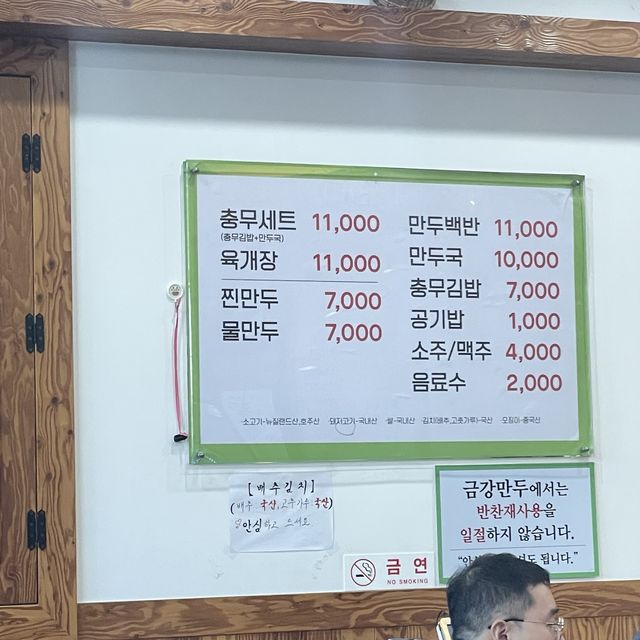 충무세트 11,000
(충무김밥+만두국)
육개장 11,000
찐만두 7,000
물만두 7,000
만두백반 11,000
만두국 10,000
충무김밥 7,000
공기밥 1,000
소주/맥주 4,000
음료수 2,000
소고기-뉴질랜드산,호주산 돼지고기-국내산 쌀-국내산 김치(배추,고춧가루)-국산 오징어-중국산
[배추김치]
(배추 국산, 고추가루 국산)
안심하고 드세요
금연
NO SMOKING
금강만두에서는
반찬재사용을
일절하지 않습니다.
도 됩니다."